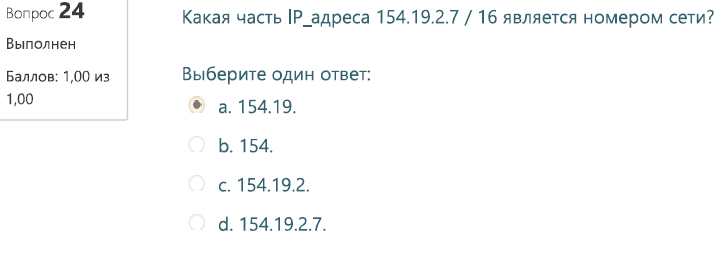 Вопрос 24
Выполнен
Баллов: 1,00 из
1,00
Какая часть IP_адреса 154.19.2.7 / 16 является номером сети?
Выберите один ответ:
a. 154.19.
b. 154.
c. 154.19.2.
d. 154.19.2.7.